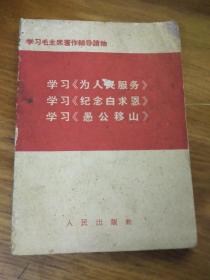 学习毛主席著作辅导读物
学习《为人民服务》
学习《纪念白求恩》
学习《愚公移山》
人民出版社